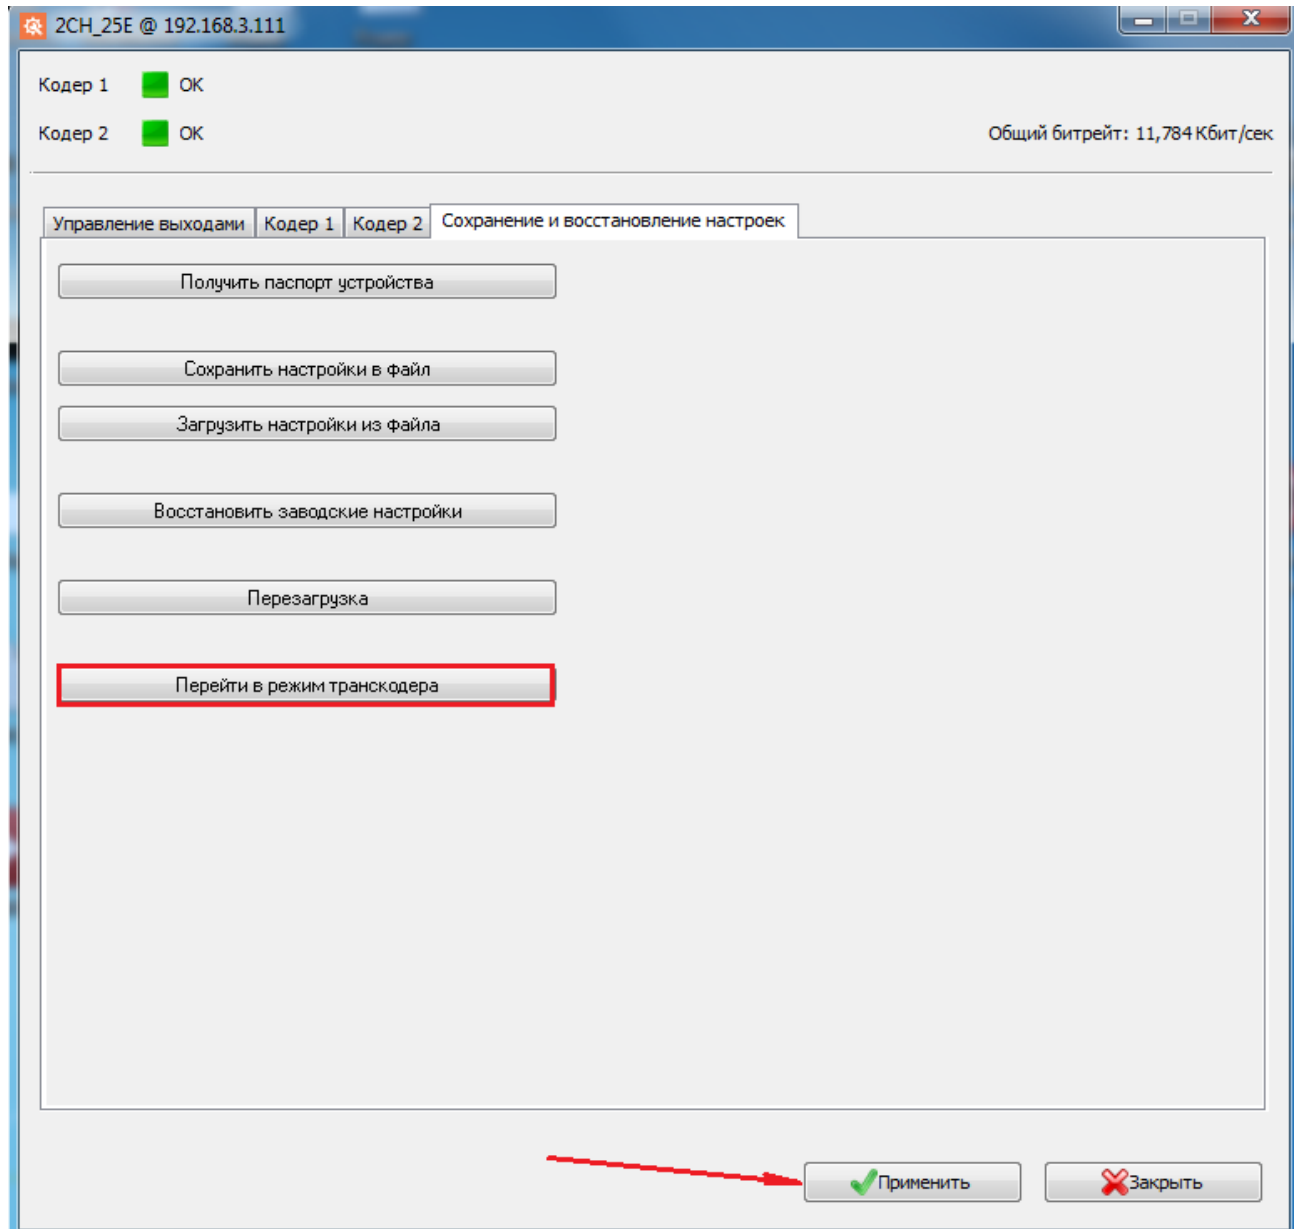 2CH_25E @ 192.168.3.111
Кодер 1 OK
Кодер 2 OK Общий битрейт: 11,784 Кбит/сек
Управление выходами Кодер 1 Кодер 2 Сохранение и восстановление настроек
Получить паспорт устройства
Сохранить настройки в файл
Загрузить настройки из файла
Восстановить заводские настройки
Перезагрузка
Перейти в режим транскодера
Применить Закрыть